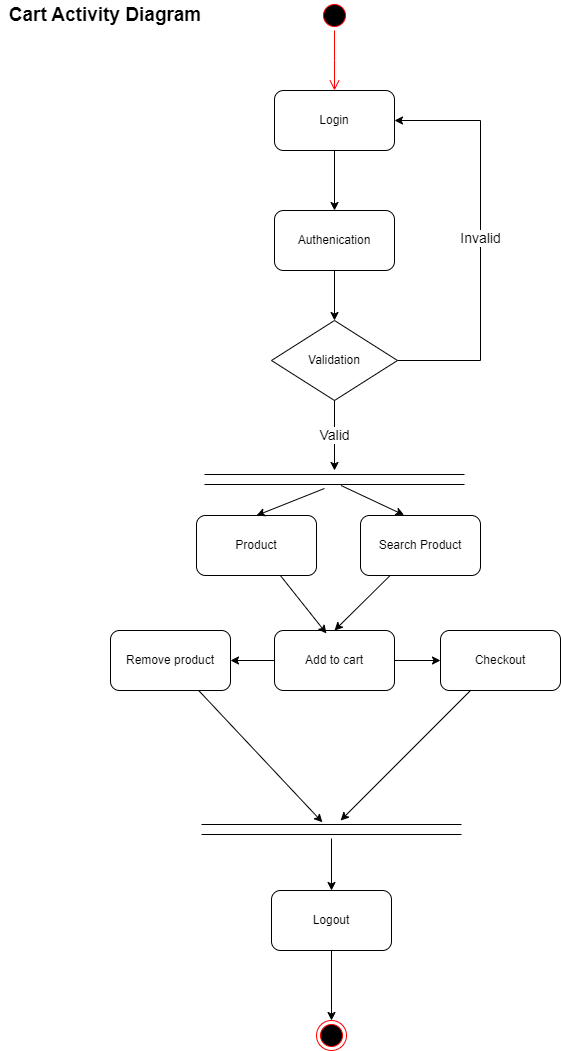 Cart Activity Diagram
Login
Invalid
Authenication
Validation
Valid
Product
Search Product
Remove product
Add to cart
Checkout
Logout